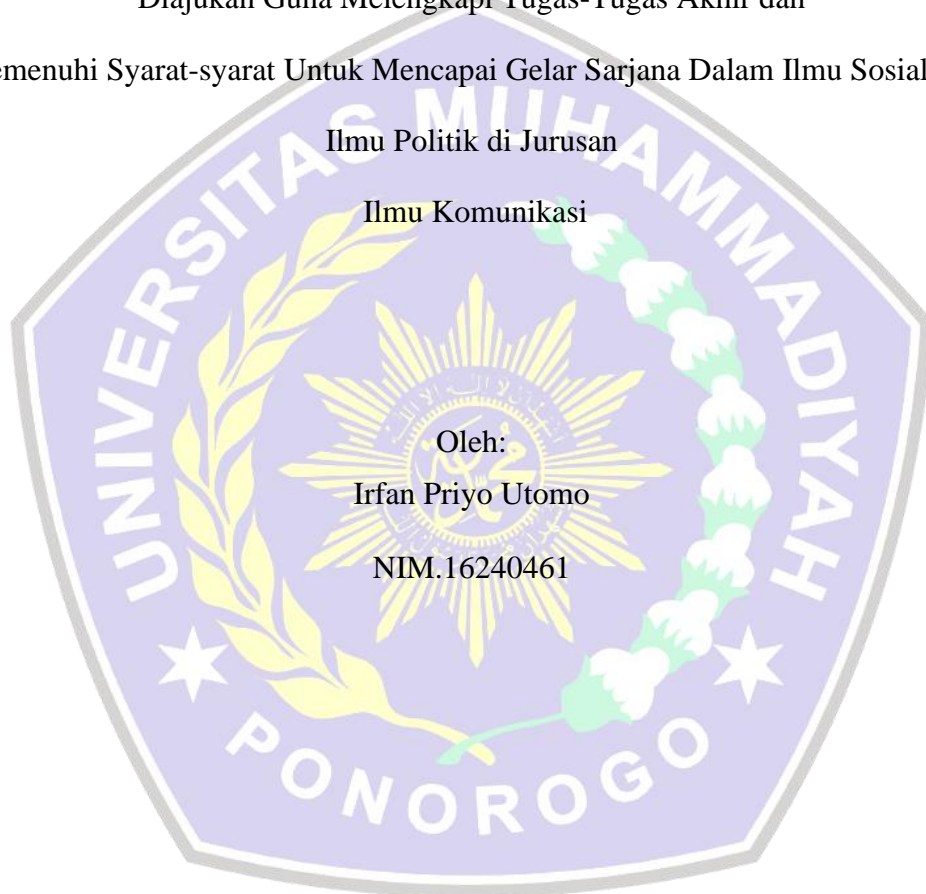 Diajukan Guna Melengkapi Tugas-Tugas Akhir dan
emenuhi Syarat-syarat Untuk Mencapai Gelar Sarjana Dalam Ilmu Sosial
Ilmu Politik di Jurusan
Ilmu Komunikasi
UNIVERSITAS MUHAMMADIYAH
Oleh:
Irfan Priyo Utomo
NIM.16240461
PONOROGO